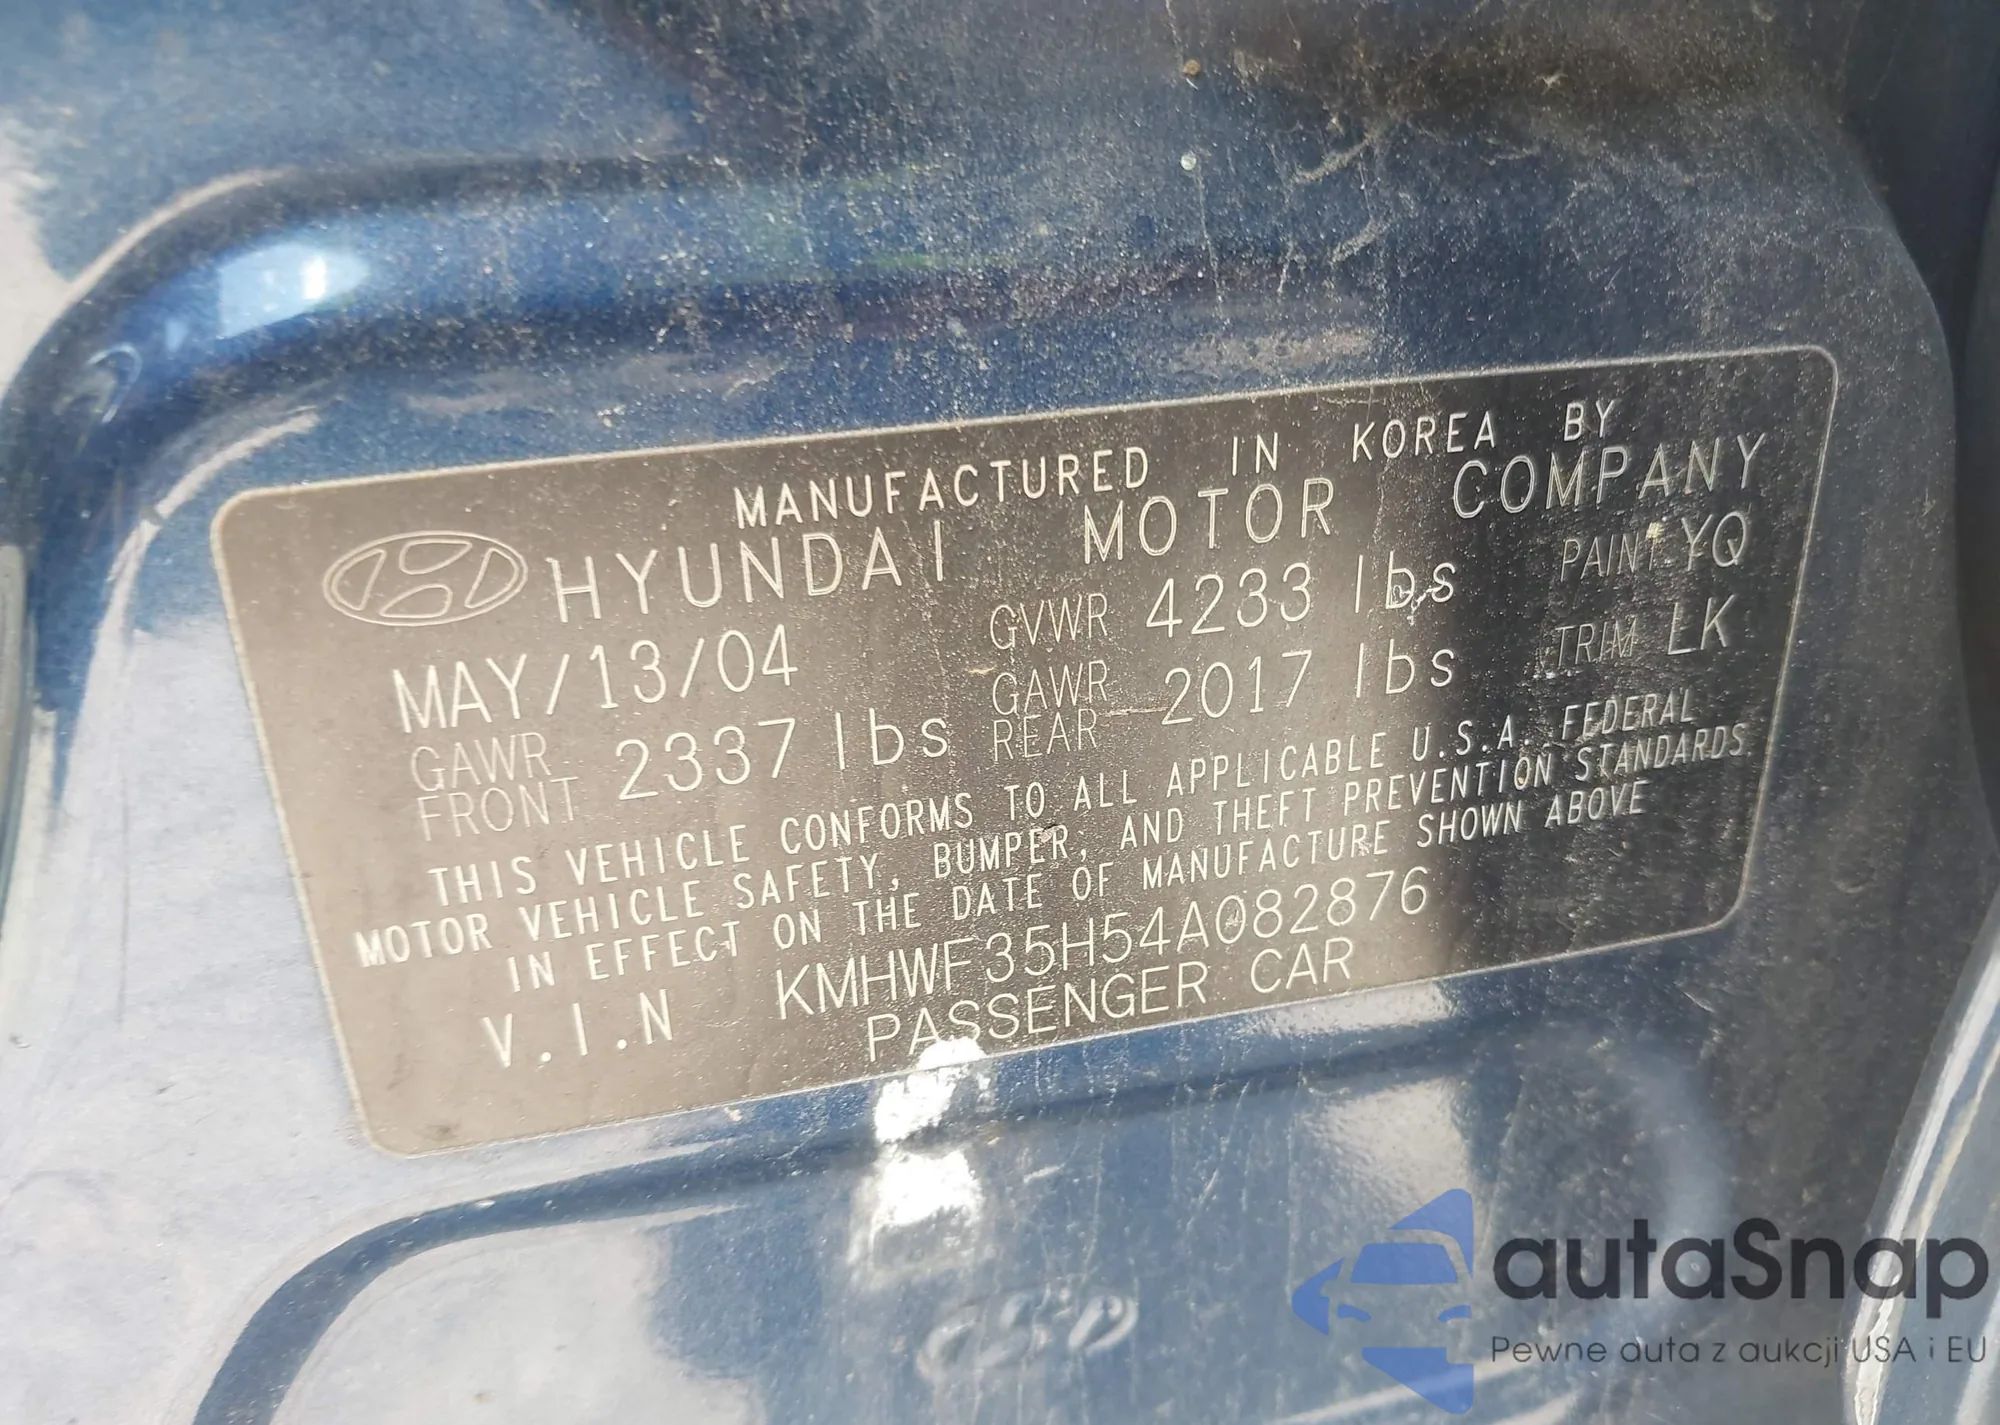 MANUFACTURED IN KOREA BY
HYUNDAI MOTOR COMPANY
MAY/13/04 GVWR 4233 lbs PAINT YQ
GAWR FRONT 2337 lbs GAWR REAR 2017 lbs TRIM LK
THIS VEHICLE CONFORMS TO ALL APPLICABLE U.S.A. FEDERAL
MOTOR VEHICLE SAFETY, BUMPER, AND THEFT PREVENTION STANDARDS
IN EFFECT ON THE DATE OF MANUFACTURE SHOWN ABOVE
V.I.N KMHWF35H54A082876
PASSENGER CAR
autaSnap
Pewne auta z aukcji USA i EU